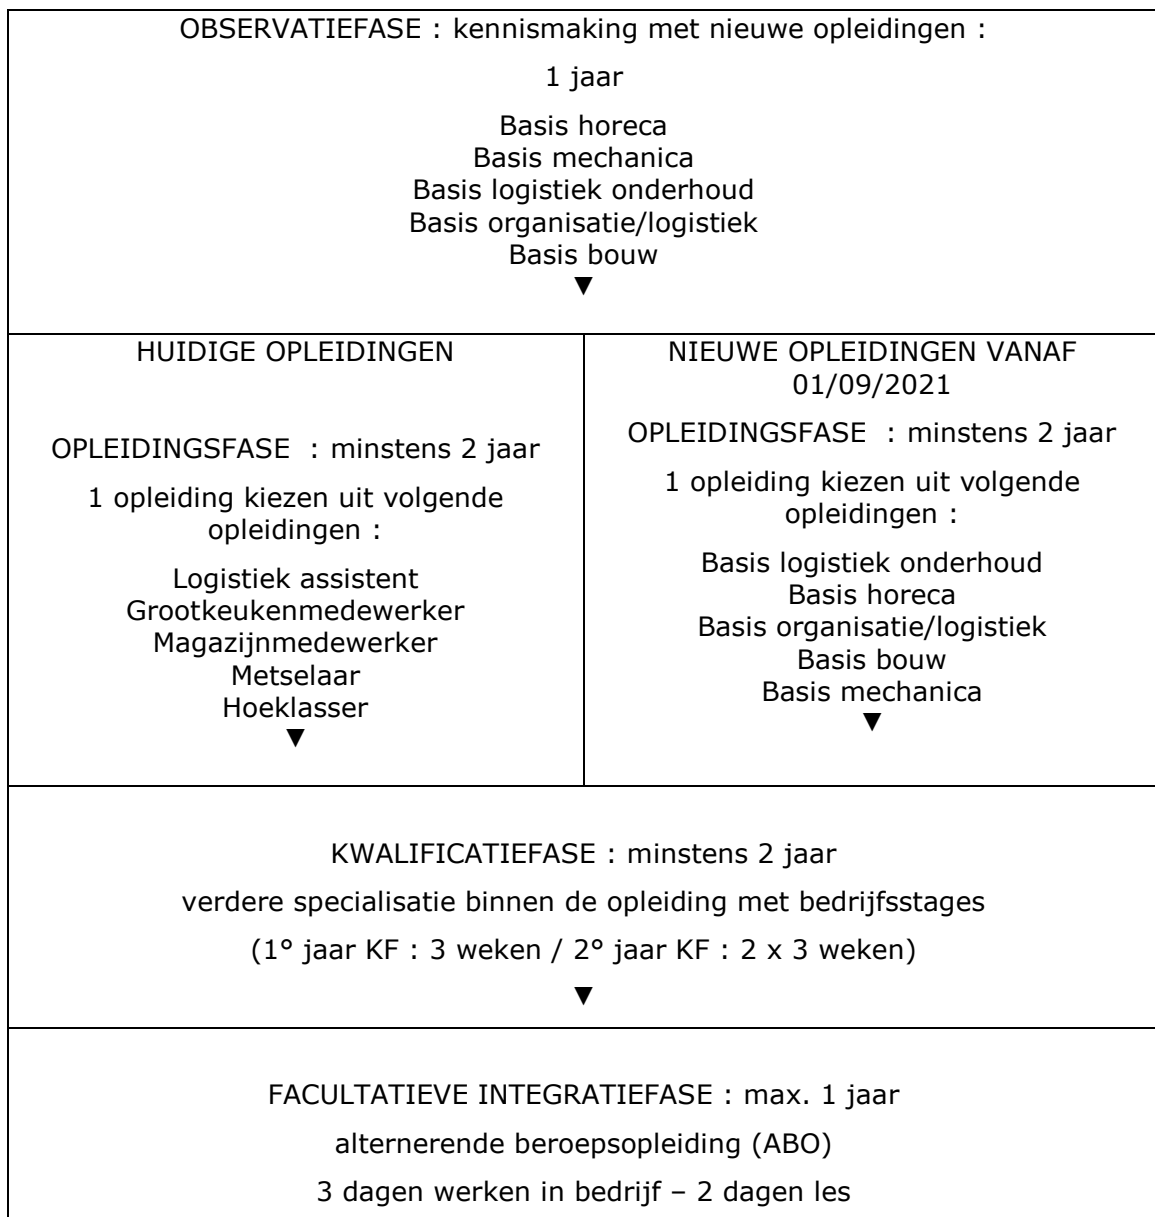 OBSERVATIEFASE : kennismaking met nieuwe opleidingen :
1 jaar
Basis horeca
Basis mechanica
Basis logistiek onderhoud
Basis organisatie/logistiek
Basis bouw
▼
HUIDIGE OPLEIDINGEN
OPLEIDINGSFASE : minstens 2 jaar
1 opleiding kiezen uit volgende
opleidingen :
Logistiek assistent
Grootkeukenmedewerker
Magazijnmedewerker
Metselaar
Hoeklasser
▼
NIEUWE OPLEIDINGEN VANAF
01/09/2021
OPLEIDINGSFASE : minstens 2 jaar
1 opleiding kiezen uit volgende
opleidingen :
Basis logistiek onderhoud
Basis horeca
Basis organisatie/logistiek
Basis bouw
Basis mechanica
▼
KWALIFICATIEFASE : minstens 2 jaar
verdere specialisatie binnen de opleiding met bedrijfsstages
(1° jaar KF : 3 weken / 2° jaar KF : 2 x 3 weken)
▼
FACULTATIEVE INTEGRATIEFASE : max. 1 jaar
alternerende beroepsopleiding (ABO)
3 dagen werken in bedrijf – 2 dagen les